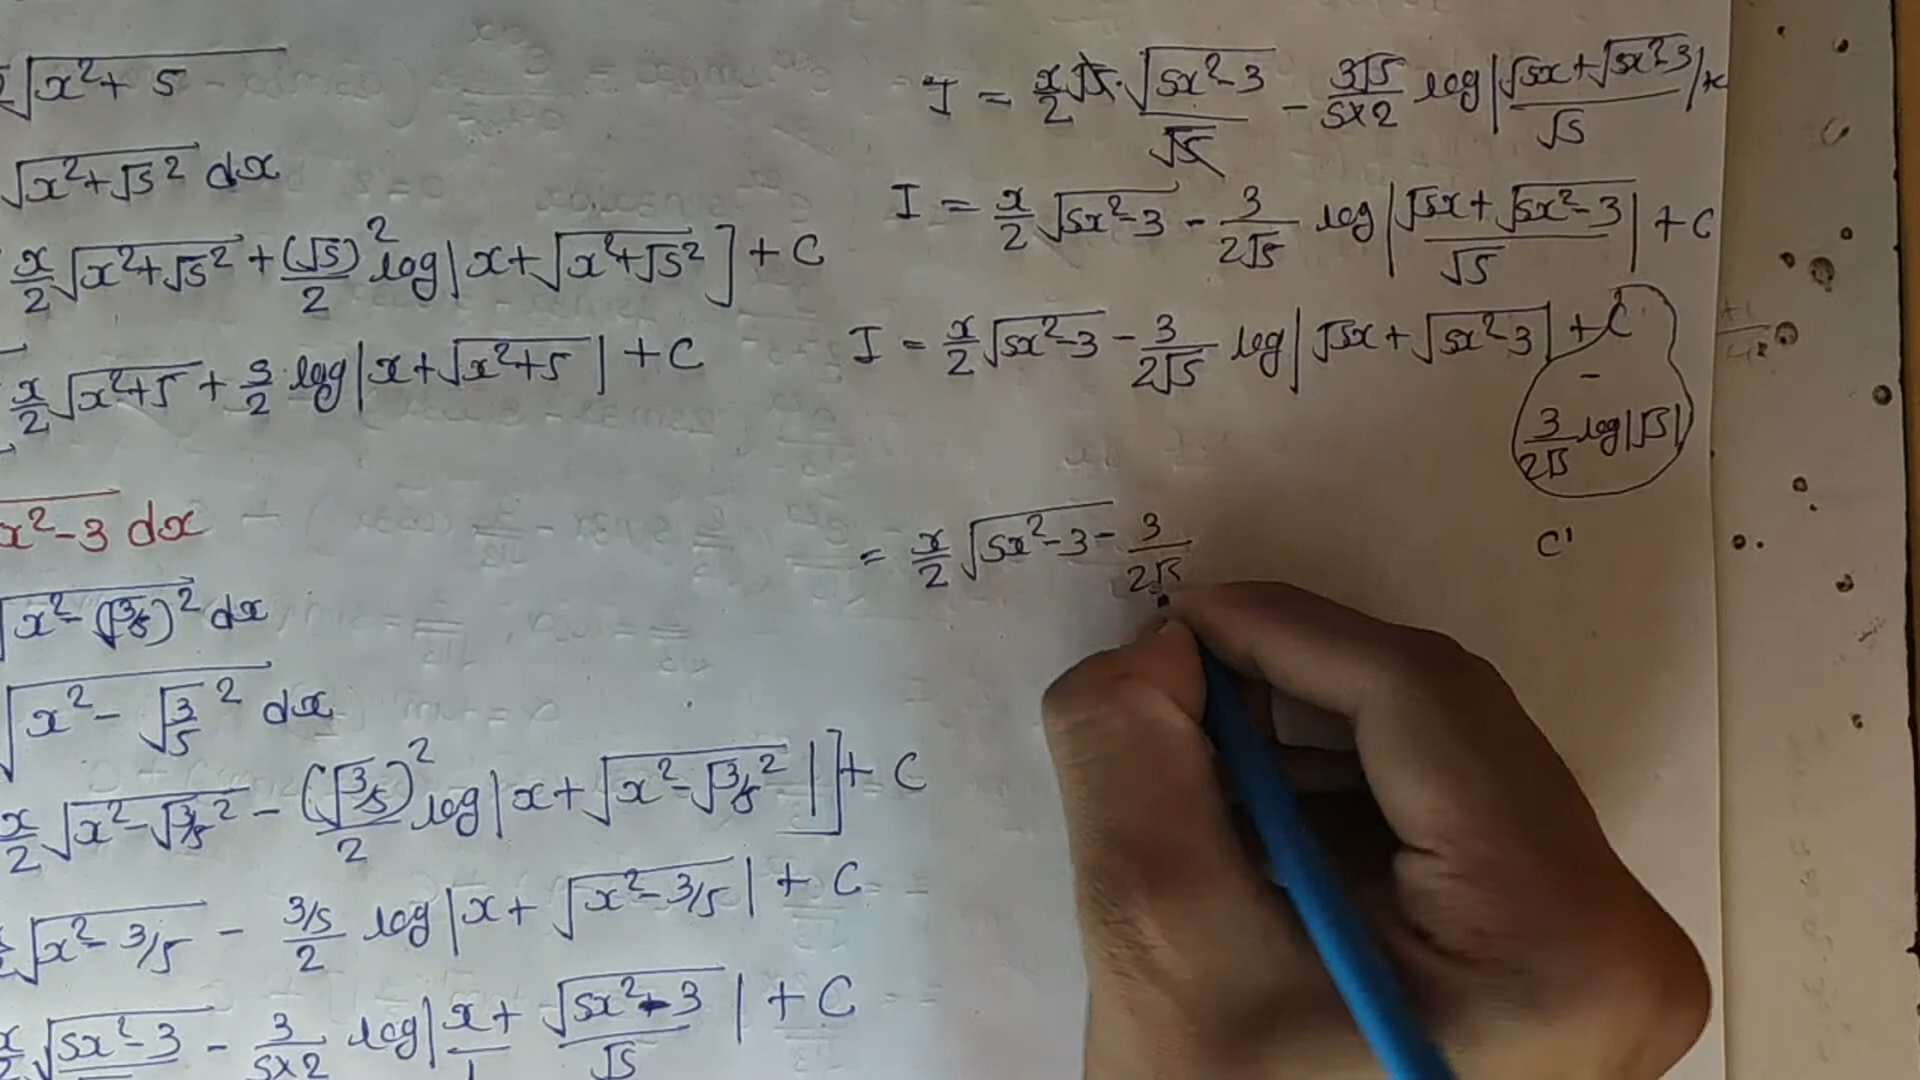 √x²+5
√x²+√5² dx
x/2 √x²+√5² + (√5)²/2 log|x+√x²+√5²] + C
x/2 √x²+5 + 5/2 log|x+√x²+5| + C
x²-3 dx
√x²-(√3/5)² dx
√x² - √3/5² dx
x/2 √x²-√3/5² - (√3/5)²/2 log|x+√x²-√3/5²|] + C
√x²-3/5 - 3/5/2 log|x+√x²-3/5| + C
x/2 √5x²-3 - 3/5×2 log|x/1 + √5x²-3/√5| + C
I = x/2 √5 · √5x²-3/√5 - 3√5/5×2 log|√5x+√5x²-3/√5|+c
I = x/2 √5x²-3 - 3/2√5 log|√5x+√5x²-3/√5| + C
I = x/2 √5x²-3 - 3/2√5 log|√5x+√5x²-3| + C
- 3/2√5 log|√5|
C'
= x/2 √5x²-3 - 3/2√5